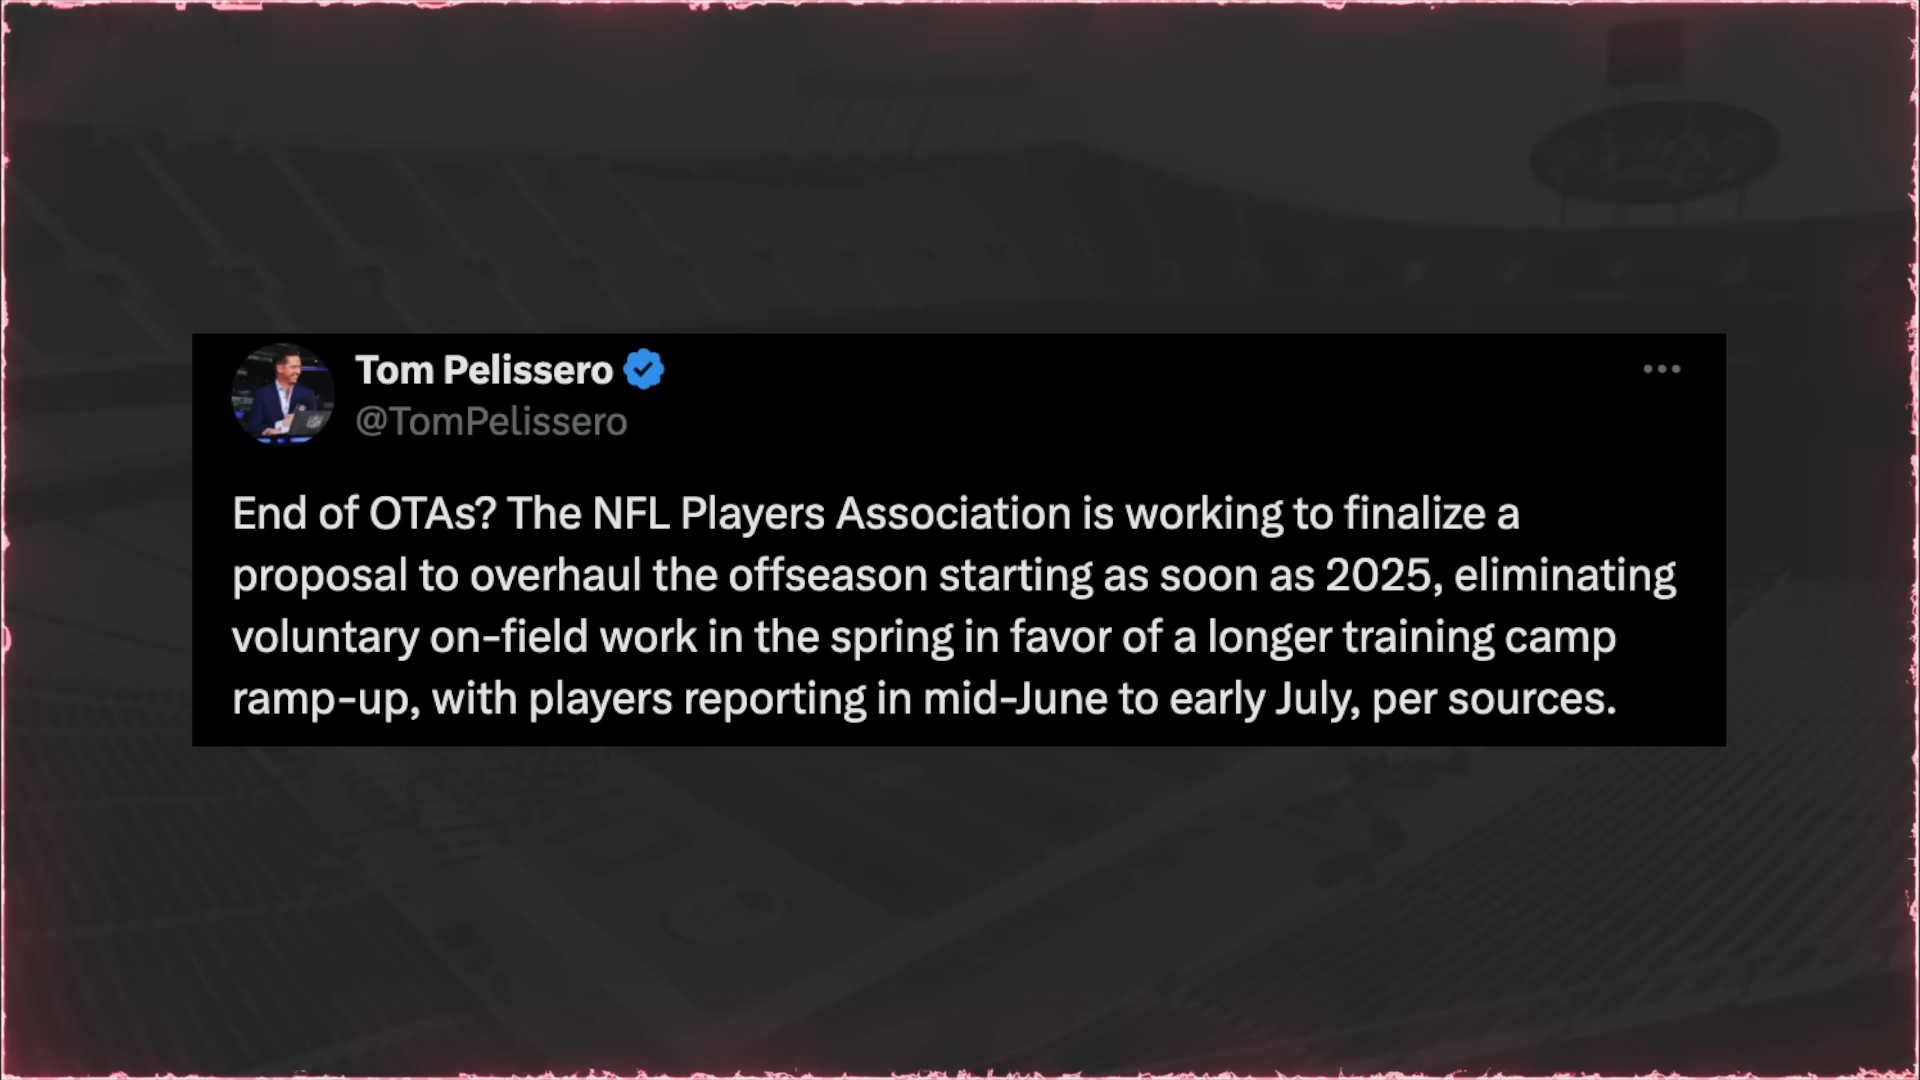 Tom Pelissero
@TomPelissero
End of OTAs? The NFL Players Association is working to finalize a
proposal to overhaul the offseason starting as soon as 2025, eliminating
voluntary on-field work in the spring in favor of a longer training camp
ramp-up, with players reporting in mid-June to early July, per sources.